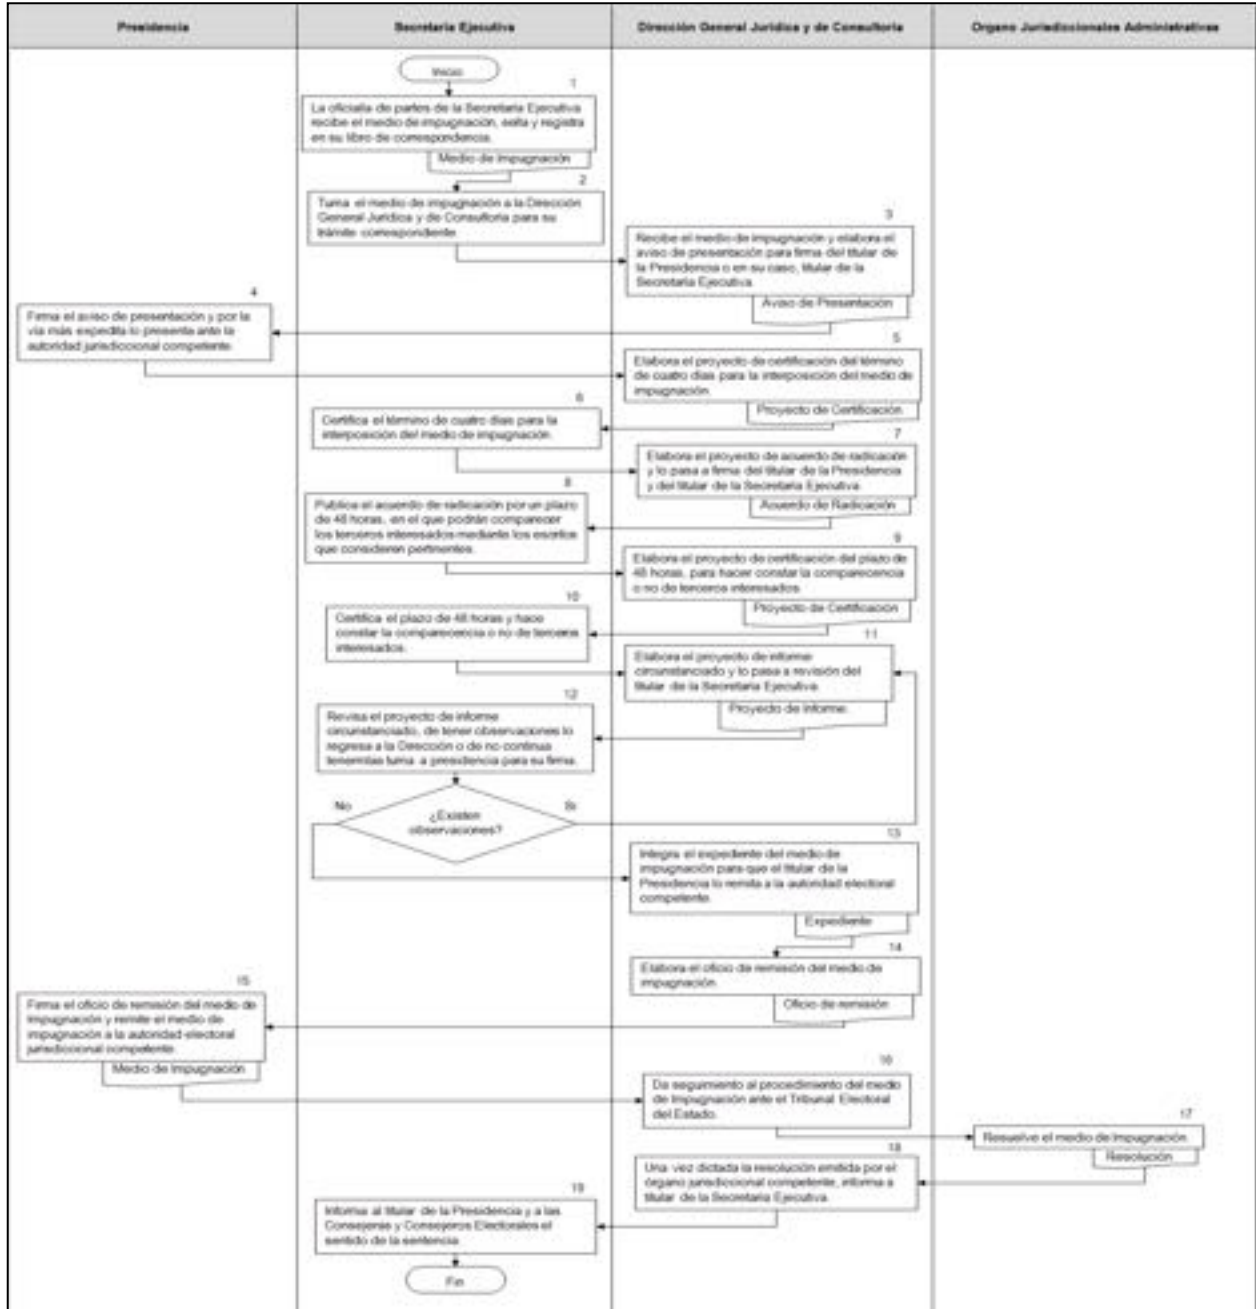 Presidencia
Secretaría Ejecutiva
Dirección General Jurídica y de Consultoría
Organo Jurisdiccionales Administrativas
Inicio
1
La oficialía de partes de la Secretaría Ejecutiva
recibe el medio de impugnación, sella y registra
en su libro de correspondencia.
Medio de Impugnación
2
Turna el medio de impugnación a la Dirección
General Jurídica y de Consultoría para su
trámite correspondiente
3
Recibe el medio de impugnación y elabora el
aviso de presentación para firma del titular de
la Presidencia o en su caso, titular de la
Secretaría Ejecutiva.
Aviso de Presentación
4
Firma el aviso de presentación y por la
vía más expedita lo presenta ante la
autoridad jurisdiccional competente.
5
Elabora el proyecto de certificación del término
de cuatro días para la interposición del medio de
impugnación.
Proyecto de Certificación
6
Certifica el término de cuatro días para la
interposición del medio de impugnación.
7
Elabora el proyecto de acuerdo de radicación
y lo pasa a firma del titular de la Presidencia
y del titular de la Secretaría Ejecutiva
Acuerdo de Radicación
8
Publica el acuerdo de radicación por un plazo
de 48 horas, en el que podrán comparecer
los terceros interesados mediante los escritos
que consideren pertinentes.
9
Elabora el proyecto de certificación del plazo de
48 horas, para hacer constar la comparecencia
o no de terceros interesados
Proyecto de Certificación
10
Certifica el plazo de 48 horas y hace
constar la comparecencia o no de terceros
interesados.
11
Elabora el proyecto de informe
circunstanciado y lo pasa a revisión del
titular de la Secretaría Ejecutiva.
Proyecto de Informe.
12
Revisa el proyecto de informe
circunstanciado, de tener observaciones lo
regresa a la Dirección o de no continua
tenerlas turna a presidencia para su firma.
No
¿Existen
observaciones?
Si
13
Integra el expediente del medio de
impugnación para que el titular de la
Presidencia lo remita a la autoridad electoral
competente.
Expediente
14
Elabora el oficio de remisión del medio de
impugnación.
Oficio de remisión
15
Firma el oficio de remisión del medio de
Impugnación y remite el medio de
impugnación a la autoridad electoral
jurisdiccional competente.
Medio de Impugnación
16
Da seguimiento al procedimiento del medio
de Impugnación ante el Tribunal Electoral
del Estado.
17
Resuelve el medio de Impugnación.
Resolución
18
Una vez dictada la resolución emitida por el
órgano jurisdiccional competente, informa a
titular de la Secretaría Ejecutiva.
19
Informa al titular de la Presidencia y a las
Consejeras y Consejeros Electorales el
sentido de la sentencia
Fin